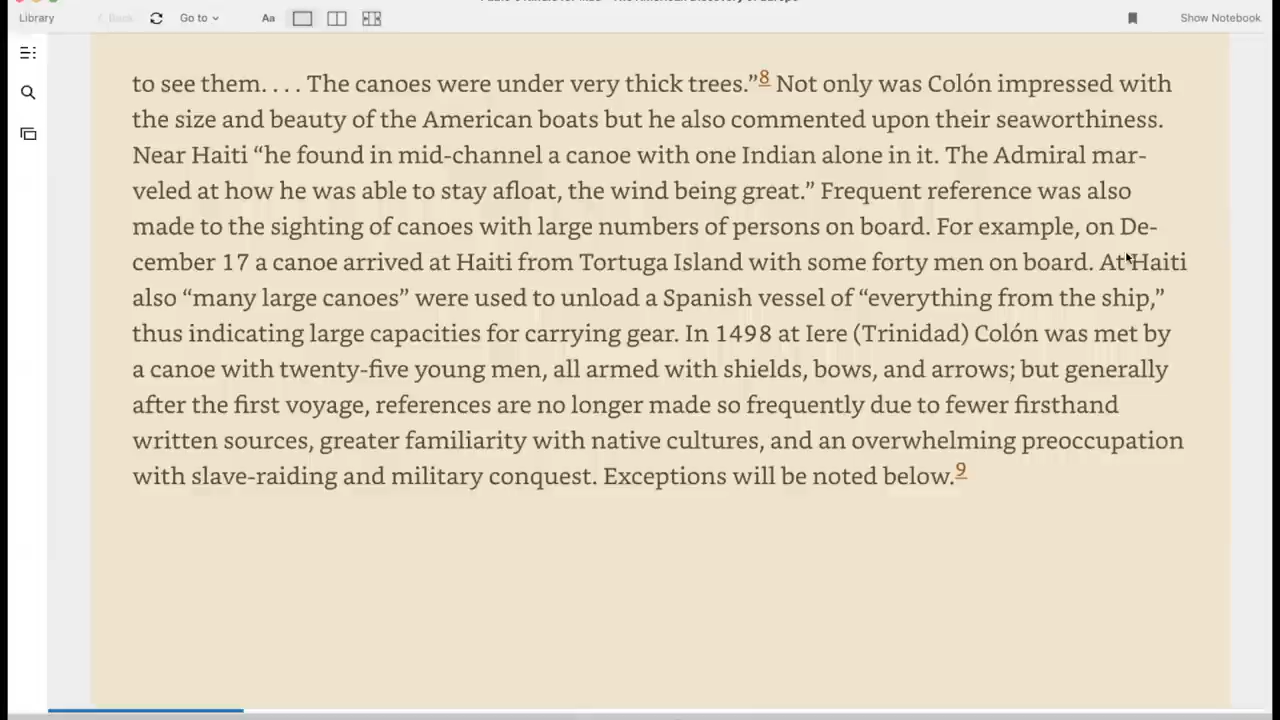 Library
Back
Go to
Aa
Show Notebook
to see them. . . . The canoes were under very thick trees.”8 Not only was Colón impressed with
the size and beauty of the American boats but he also commented upon their seaworthiness.
Near Haiti “he found in mid-channel a canoe with one Indian alone in it. The Admiral mar-
veled at how he was able to stay afloat, the wind being great.” Frequent reference was also
made to the sighting of canoes with large numbers of persons on board. For example, on De-
cember 17 a canoe arrived at Haiti from Tortuga Island with some forty men on board. At Haiti
also “many large canoes” were used to unload a Spanish vessel of “everything from the ship,”
thus indicating large capacities for carrying gear. In 1498 at Iere (Trinidad) Colón was met by
a canoe with twenty-five young men, all armed with shields, bows, and arrows; but generally
after the first voyage, references are no longer made so frequently due to fewer firsthand
written sources, greater familiarity with native cultures, and an overwhelming preoccupation
with slave-raiding and military conquest. Exceptions will be noted below.9